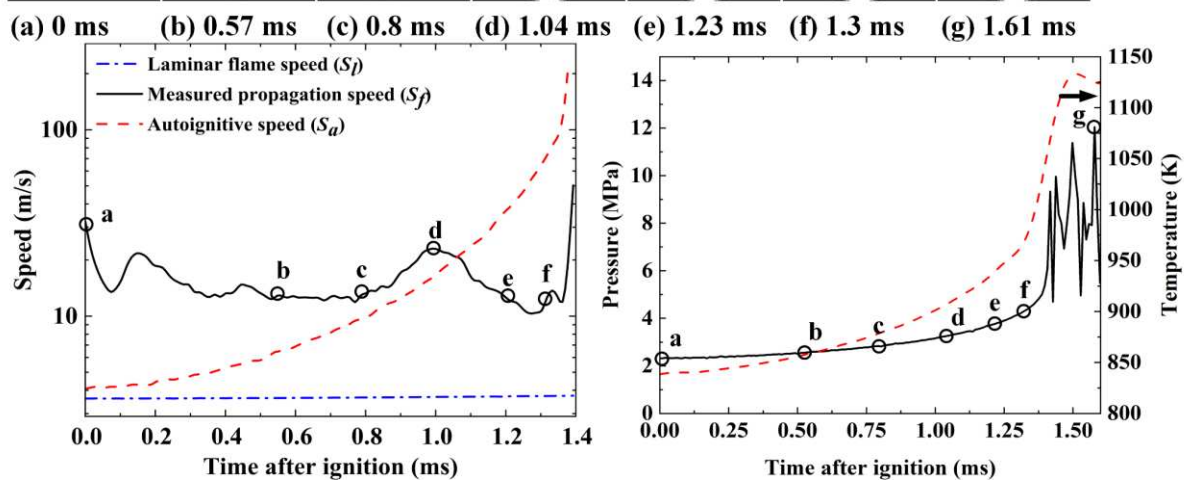 (a) 0 ms (b) 0.57 ms (c) 0.8 ms (d) 1.04 ms (e) 1.23 ms (f) 1.3 ms (g) 1.61 ms
Laminar flame speed (Sl)
Measured propagation speed (Sf)
Autoignitive speed (Sa)
100
10
Speed (m/s)
a
b
c
d
e
f
0.0 0.2 0.4 0.6 0.8 1.0 1.2 1.4
Time after ignition (ms)
14
12
10
8
6
4
2
0
Pressure (MPa)
a
b
c
d
e
f
g
1150
1100
1050
1000
950
900
850
800
Temperature (K)
0.00 0.25 0.50 0.75 1.00 1.25 1.50
Time after ignition (ms)